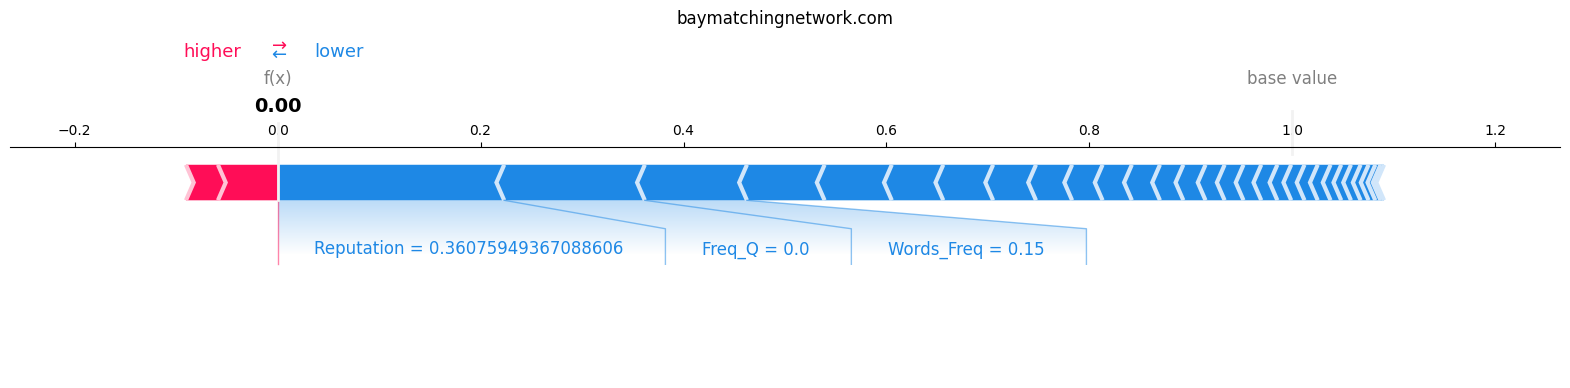 baymatchingnetwork.com
higher ⇄ lower
f(x) base value
0.00
−0.2 0 0 0.2 0.4 0.6 0.8 1 0 1.2
Reputation = 0.36075949367088606 Freq_Q = 0.0 Words_Freq = 0.15